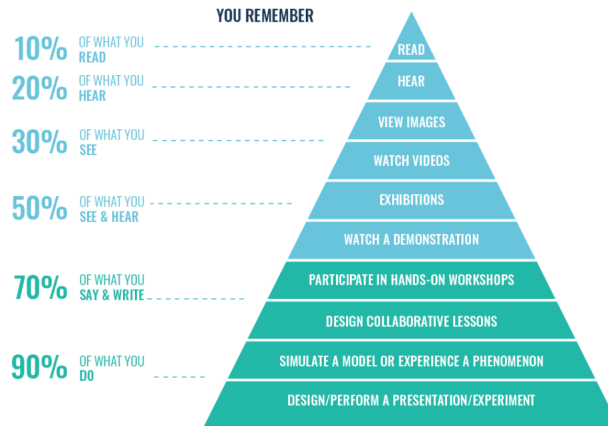 YOU REMEMBER
10% OF WHAT YOU
READ
20% OF WHAT YOU
HEAR
30% OF WHAT YOU
SEE
50% OF WHAT YOU
SEE & HEAR
70% OF WHAT YOU
SAY & WRITE
90% OF WHAT YOU
DO
READ
HEAR
VIEW IMAGES
WATCH VIDEOS
EXHIBITIONS
WATCH A DEMONSTRATION
PARTICIPATE IN HANDS-ON WORKSHOPS
DESIGN COLLABORATIVE LESSONS
SIMULATE A MODEL OR EXPERIENCE A PHENOMENON
DESIGN/PERFORM A PRESENTATION/EXPERIMENT